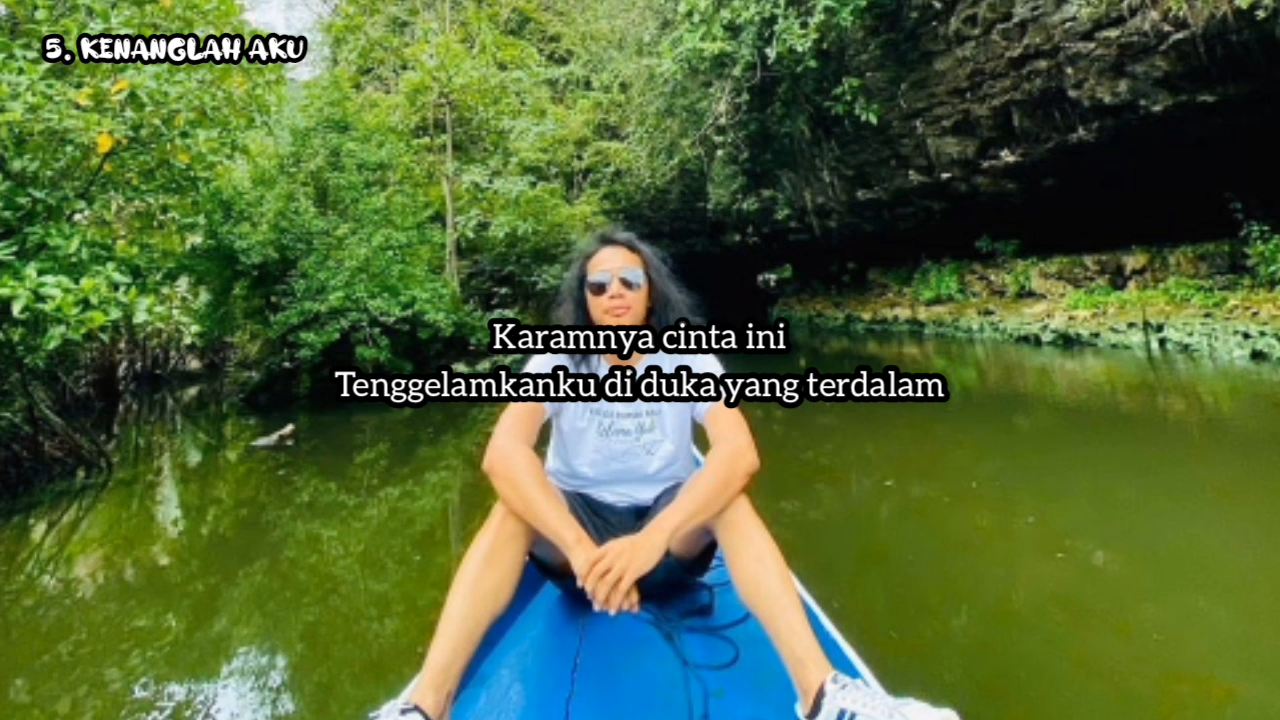 5. KENANGLAH AKU
Karamnya cinta ini
Tenggelamkanku di duka yang terdalam